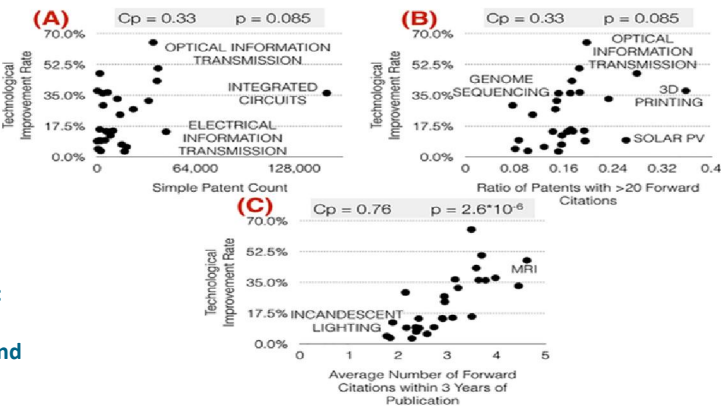 (A)
Cp = 0.33 p = 0.085
70.0%
52.5%
35.0%
17.5%
0.0%
Technological
Improvement Rate
OPTICAL INFORMATION
TRANSMISSION
INTEGRATED
CIRCUITS
ELECTRICAL
INFORMATION
TRANSMISSION
0 64,000 128,000
Simple Patent Count
(B)
Cp = 0.33 p = 0.085
70.0%
52.5%
35.0%
17.5%
0.0%
Technological
Improvement Rate
OPTICAL
INFORMATION
TRANSMISSION
GENOME
SEQUENCING
3D
PRINTING
SOLAR PV
0 0.08 0.16 0.24 0.32 0.4
Ratio of Patents with >20 Forward
Citations
(C)
Cp = 0.76 p = 2.6*10-6
70.0%
52.5%
35.0%
17.5%
0.0%
Technological
Improvement Rate
MRI
INCANDESCENT
LIGHTING
0 1 2 3 4 5
Average Number of Forward
Citations within 3 Years of
Publication
:
nd